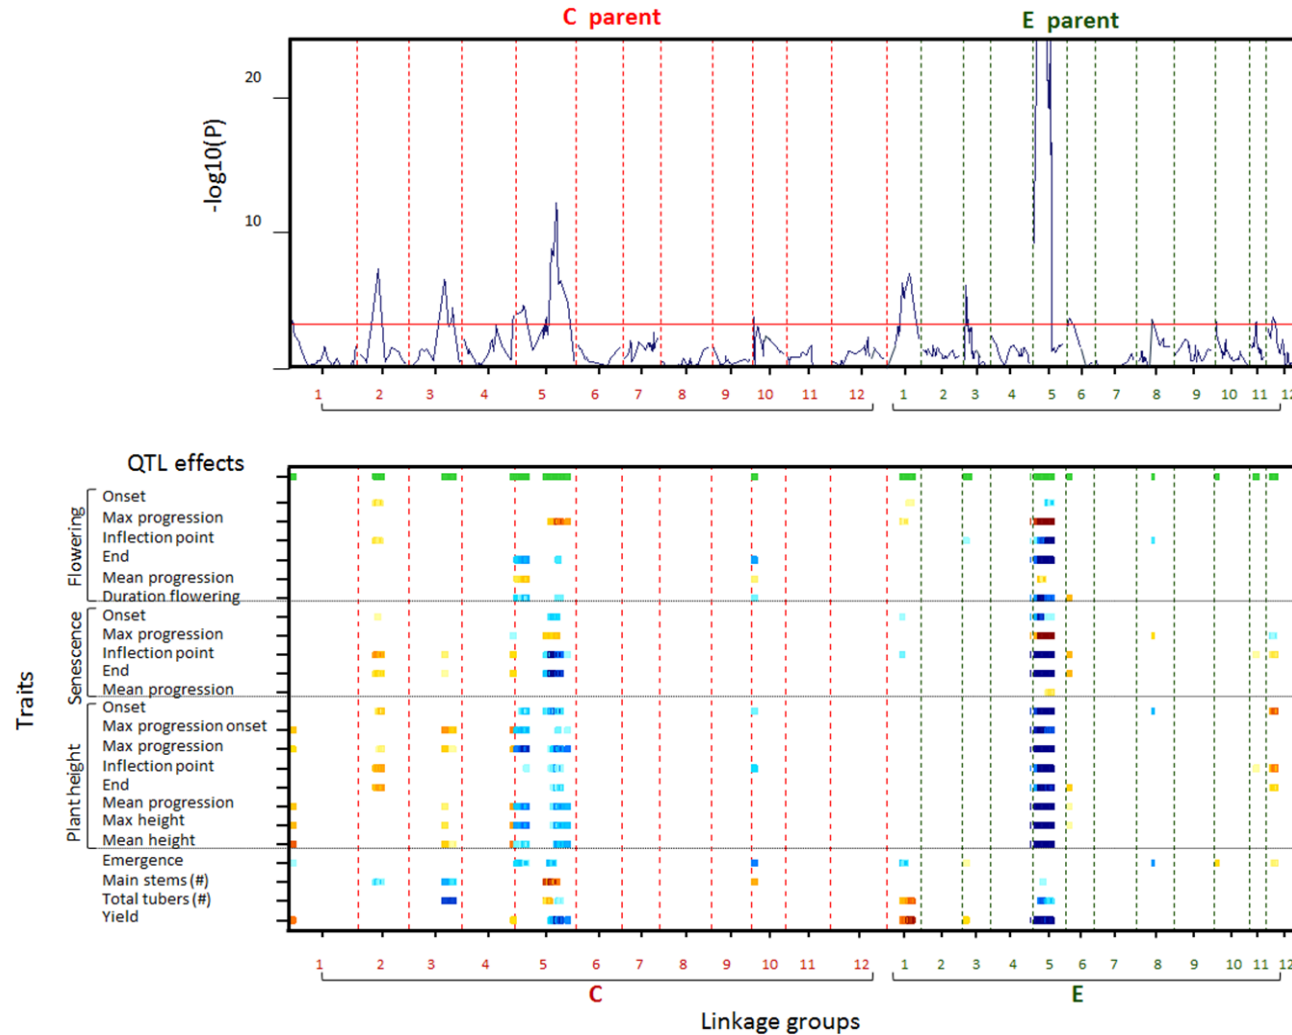 C parent
E parent
-log10(P)
20
10
1 2 3 4 5 6 7 8 9 10 11 12 1 2 3 4 5 6 7 8 9 10 11 12
QTL effects
Traits
Flowering
Onset
Max progression
Inflection point
End
Mean progression
Duration flowering
Senescence
Onset
Max progression
Inflection point
End
Mean progression
Plant height
Onset
Max progression onset
Max progression
Inflection point
End
Mean progression
Max height
Mean height
Emergence
Main stems (#)
Total tubers (#)
Yield
1 2 3 4 5 6 7 8 9 10 11 12 1 2 3 4 5 6 7 8 9 10 11 12
C
E
Linkage groups